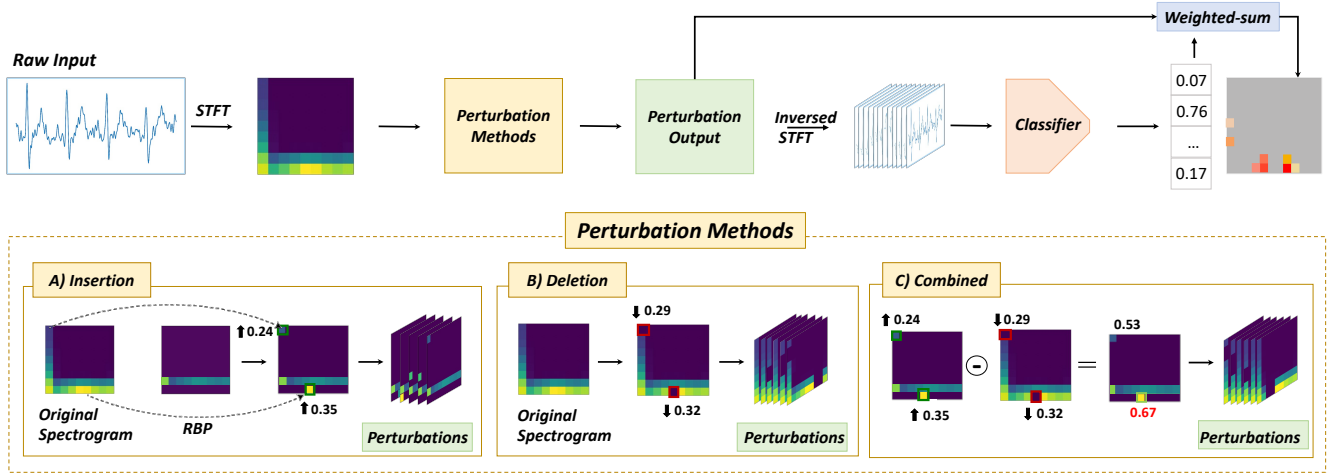 Weighted-sum
Raw Input
STFT
Perturbation
Methods
Perturbation
Output
Inversed
STFT
Classifier
0.07
0.76
...
0.17
Perturbation Methods
A) Insertion
0.24
0.35
Original
Spectrogram
RBP
Perturbations
B) Deletion
0.29
0.32
Original
Spectrogram
Perturbations
C) Combined
0.24
0.35
-
0.29
0.32
=
0.53
0.67
Perturbations